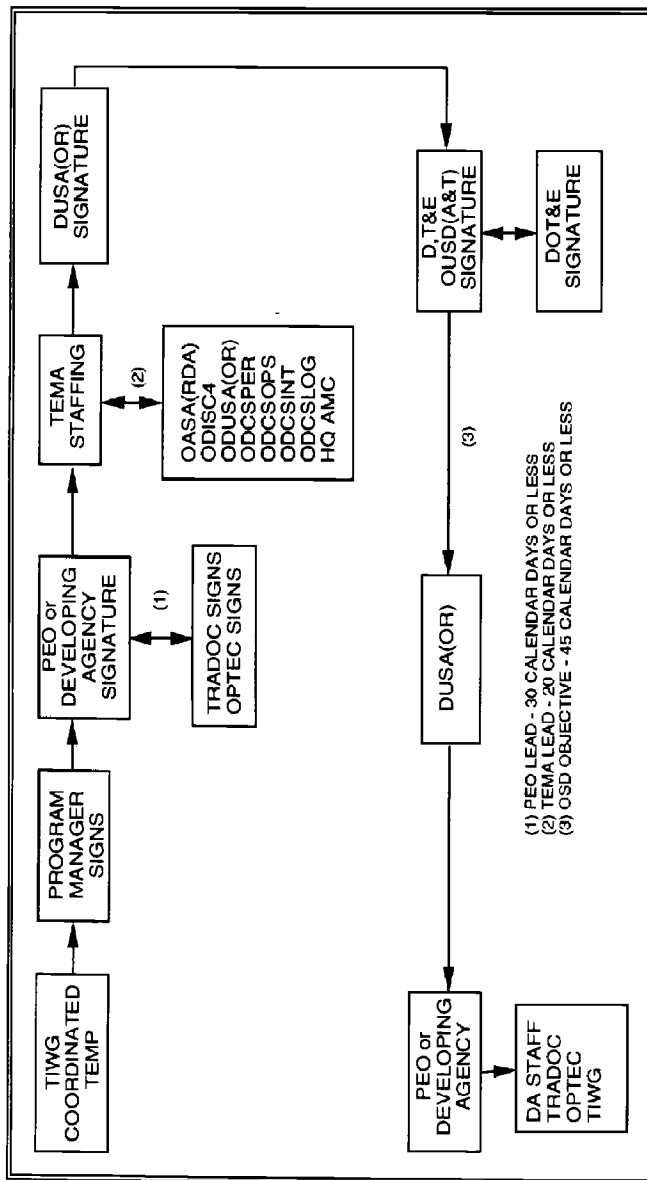 TIWG
COORDINATED
TEMP
PROGRAM
MANAGER
SIGNS
PEO or
DEVELOPING
AGENCY
SIGNATURE
(1)
TRADOC SIGNS
OPTEC SIGNS
TEMA
STAFFING
(2)
OASA(RDA)
ODISC4
ODUSA(OR)
ODCSPER
ODCSOPS
ODCSINT
ODCSLOG
HQ AMC
DUSA(OR)
SIGNATURE
D,T&E
OUSD(A&T)
SIGNATURE
DOT&E
SIGNATURE
(3)
DUSA(OR)
PEO or
DEVELOPING
AGENCY
DA STAFF
TRADOC
OPTEC
TIWG
(1) PEO LEAD - 30 CALENDAR DAYS OR LESS
(2) TEMA LEAD - 20 CALENDAR DAYS OR LESS
(3) OSD OBJECTIVE - 45 CALENDAR DAYS OR LESS